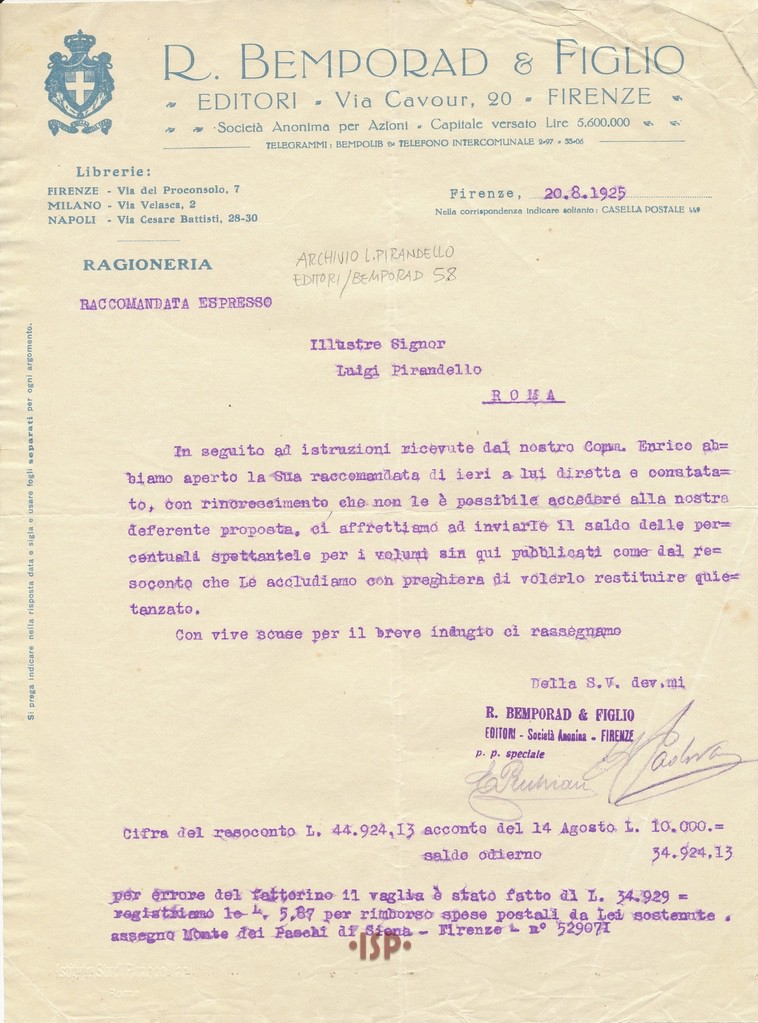 R. BEMPORAD & FIGLIO
EDITORI - Via Cavour, 20 - FIRENZE
Società Anonima per Azioni - Capitale versato Lire 5.600.000
TELEGRAMMI: BEMPOLIB TELEFONO INTERCOMUNALE 2-97 - 33-06
Librerie:
FIRENZE - Via del Proconsolo, 7
MILANO - Via Velasca, 2
NAPOLI - Via Cesare Battisti, 28-30
Firenze, 20.8.1925
Nella corrispondenza indicare soltanto: CASELLA POSTALE 449
RAGIONERIA
ARCHIVIO L. PIRANDELLO
EDITORI/BEMPORAD 58
RACCOMANDATA ESPRESSO
Illustre Signor
Luigi Pirandello
ROMA
In seguito ad istruzioni ricevute dal nostro Comm. Enrico ab=
biamo aperto la Sua raccomandata di ieri a lui diretta e constata=
to, con rincrescimento che non le è possibile accedere alla nostra
deferente proposta, ci affrettiamo ad inviarle il saldo delle per=
centuali spettantele per i volumi sin qui pubblicati come dal re=
soconto che Le accludiamo con preghiera di volerlo restituire quie=
tanzato.
Con vive scuse per il breve indugio ci rassegnamo
Della S.V. dev.mi
R. BEMPORAD & FIGLIO
EDITORI - Società Anonima - FIRENZE
p. p. speciale
Cifra del resoconto L. 44.924,13 acconto del 14 Agosto L. 10.000.=
saldo odierno 34.924,13
per errore del fattorino il vaglia è stato fatto di L. 34.929 =
registriamo le L. 5,87 per rimborso spese postali da Lei sostenute.
assegno Monte dei Paschi di Siena - Firenze - n° 529071
•ISP•
Si prega indicare nella risposta data e sigla e usare fogli separati per ogni argomento.